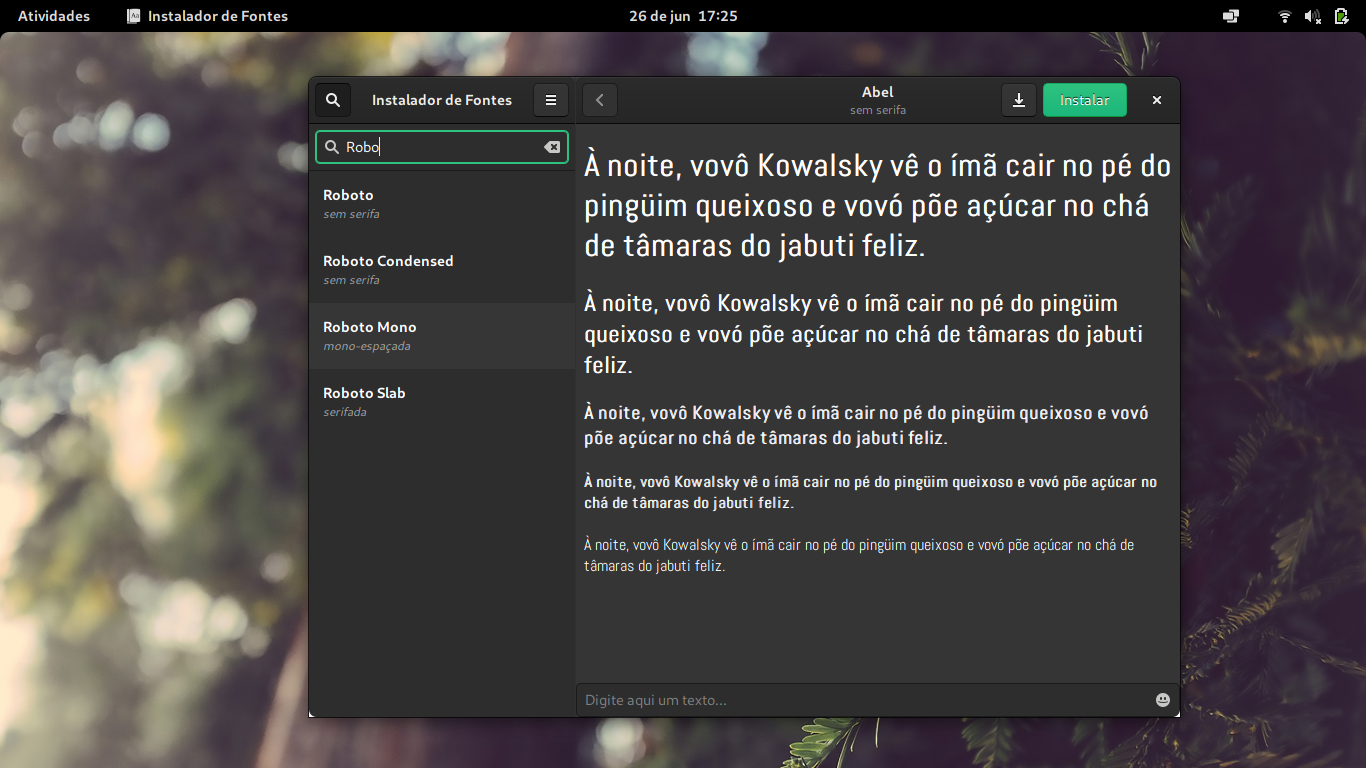 Atividades
Instalador de Fontes
26 de jun 17:25
Instalador de Fontes
Abel
sem serifa
Instalar
Robo
Roboto
sem serifa
Roboto Condensed
sem serifa
Roboto Mono
mono-espaçada
Roboto Slab
serifada
À noite, vovô Kowalsky vê o ímã cair no pé do
pingüim queixoso e vovó põe açúcar no chá
de tâmaras do jabuti feliz.
À noite, vovô Kowalsky vê o ímã cair no pé do pingüim
queixoso e vovó põe açúcar no chá de tâmaras do jabuti
feliz.
À noite, vovô Kowalsky vê o ímã cair no pé do pingüim queixoso e vovó
põe açúcar no chá de tâmaras do jabuti feliz.
À noite, vovô Kowalsky vê o ímã cair no pé do pingüim queixoso e vovó põe açúcar no
chá de tâmaras do jabuti feliz.
À noite, vovô Kowalsky vê o ímã cair no pé do pingüim queixoso e vovó põe açúcar no chá de
tâmaras do jabuti feliz.
Digite aqui um texto...